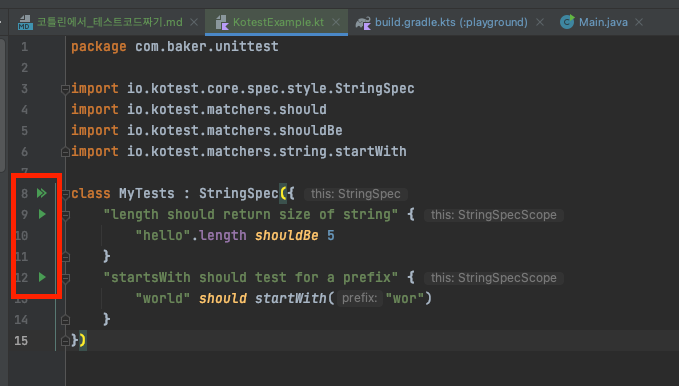 코틀린에서_테스트코드짜기.md KotestExample.kt build.gradle.kts (:playground) Main.java
1 package com.baker.unittest
2
3 import io.kotest.core.spec.style.StringSpec
4 import io.kotest.matchers.should
5 import io.kotest.matchers.shouldBe
6 import io.kotest.matchers.string.startWith
7
8 class MyTests : StringSpec({ this: StringSpec
9 "length should return size of string" { this: StringSpecScope
10 "hello".length shouldBe 5
11 }
12 "startsWith should test for a prefix" { this: StringSpecScope
13 "world" should startWith( prefix: "wor")
14 }
15 })